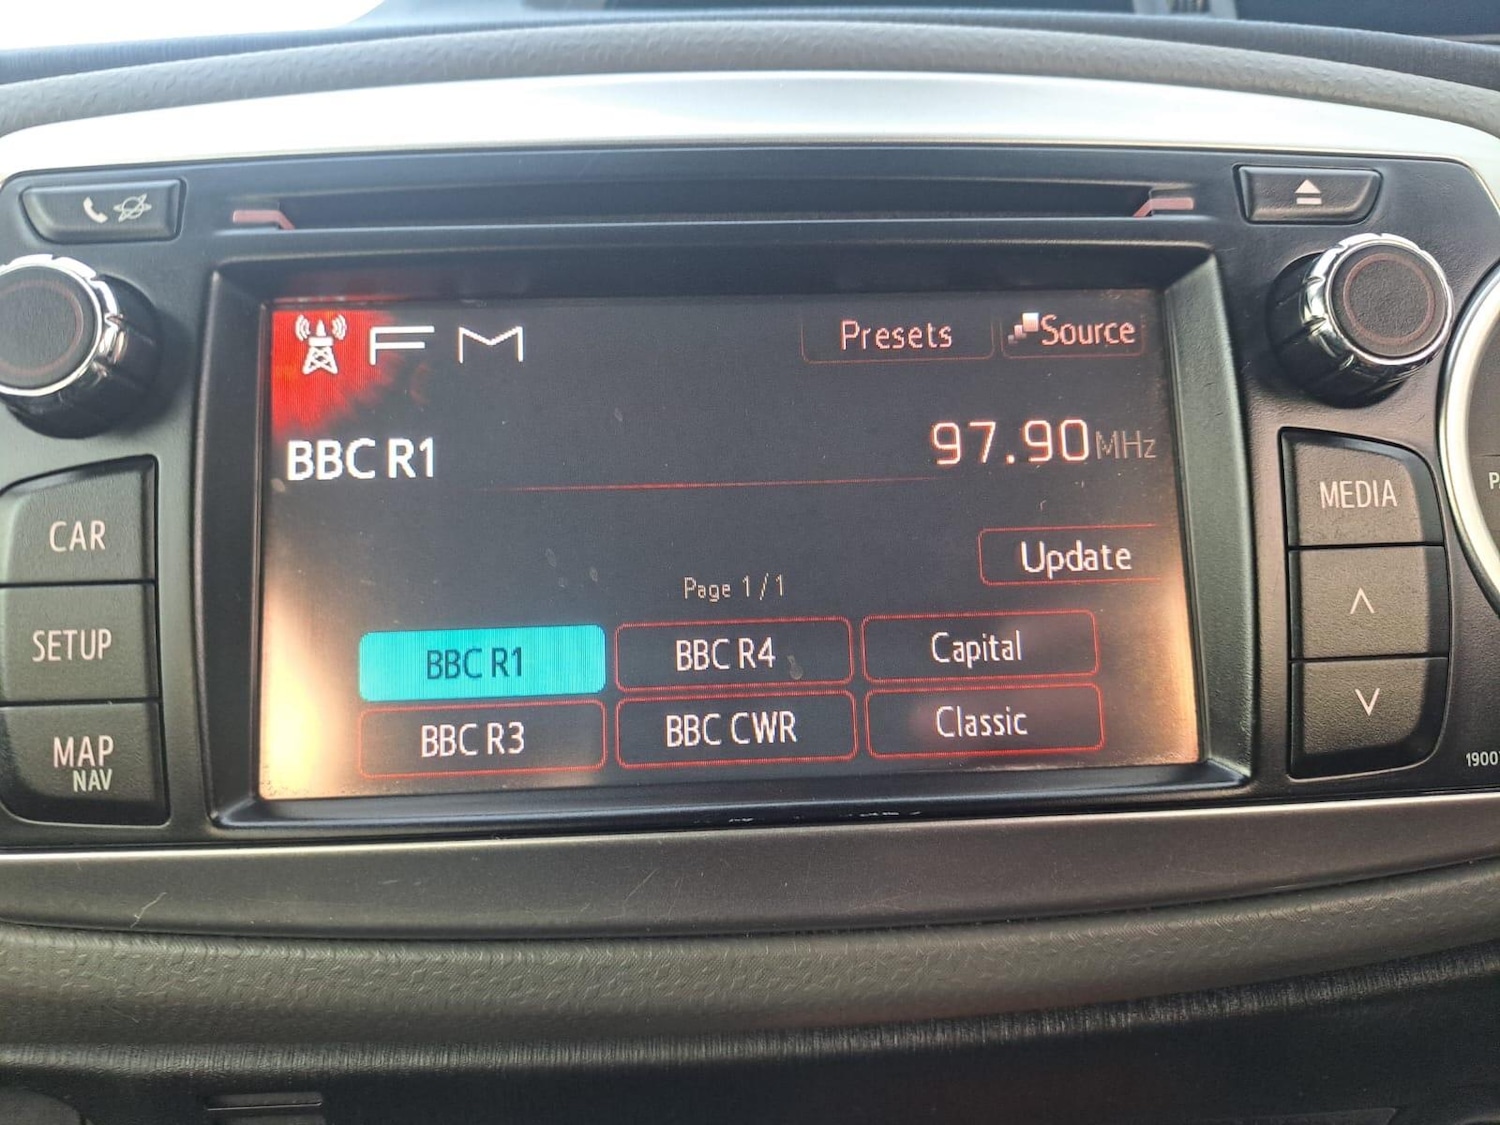 FM
Presets
Source
BBC R1
97.90MHz
Update
Page 1/1
BBC R1
BBC R4
Capital
BBC R3
BBC CWR
Classic
CAR
SETUP
MAP
NAV
MEDIA